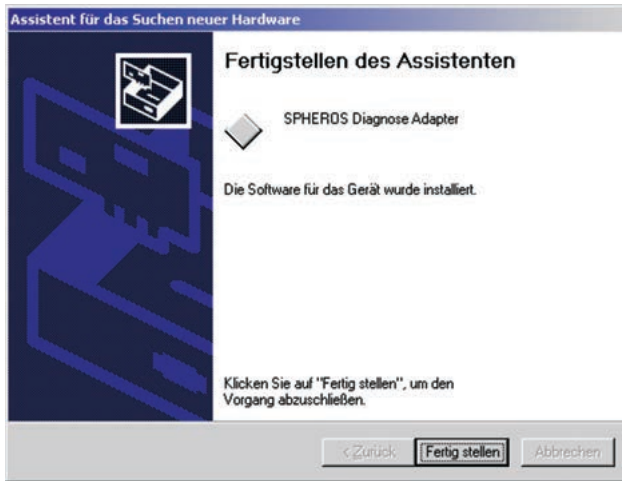 Assistent für das Suchen neuer Hardware
Fertigstellen des Assistenten
SPHEROS Diagnose Adapter
Die Software für das Gerät wurde installiert.
Klicken Sie auf "Fertig stellen", um den
Vorgang abzuschließen.
< Zurück
Fertig stellen
Abbrechen